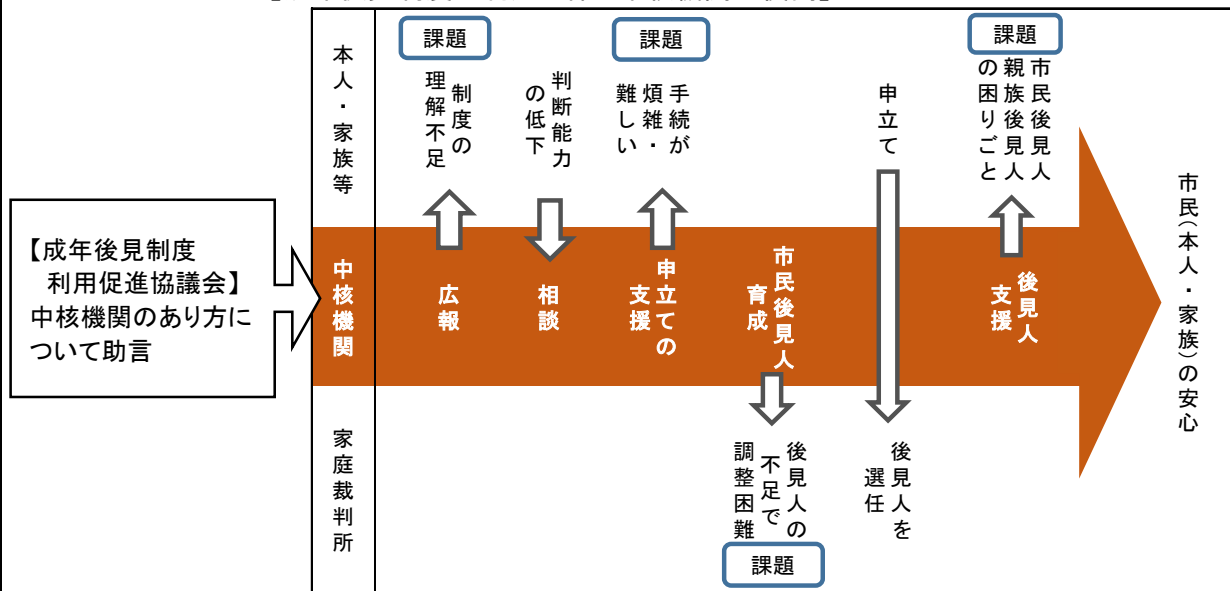 本人・家族等
中核機関
家庭裁判所
【成年後見制度
利用促進協議会】
中核機関のあり方に
ついて助言
課題
制度の
理解不足
広報
判断能力
の低下
相談
課題
手続が
煩雑・
難しい
申立ての
支援
市民後見人
育成
後見人の
不足で
調整困難
課題
申立て
後見人を
選任
課題
市民後見人
親族後見人
の困りごと
後見人
支援
市民（本人・家族）の安心